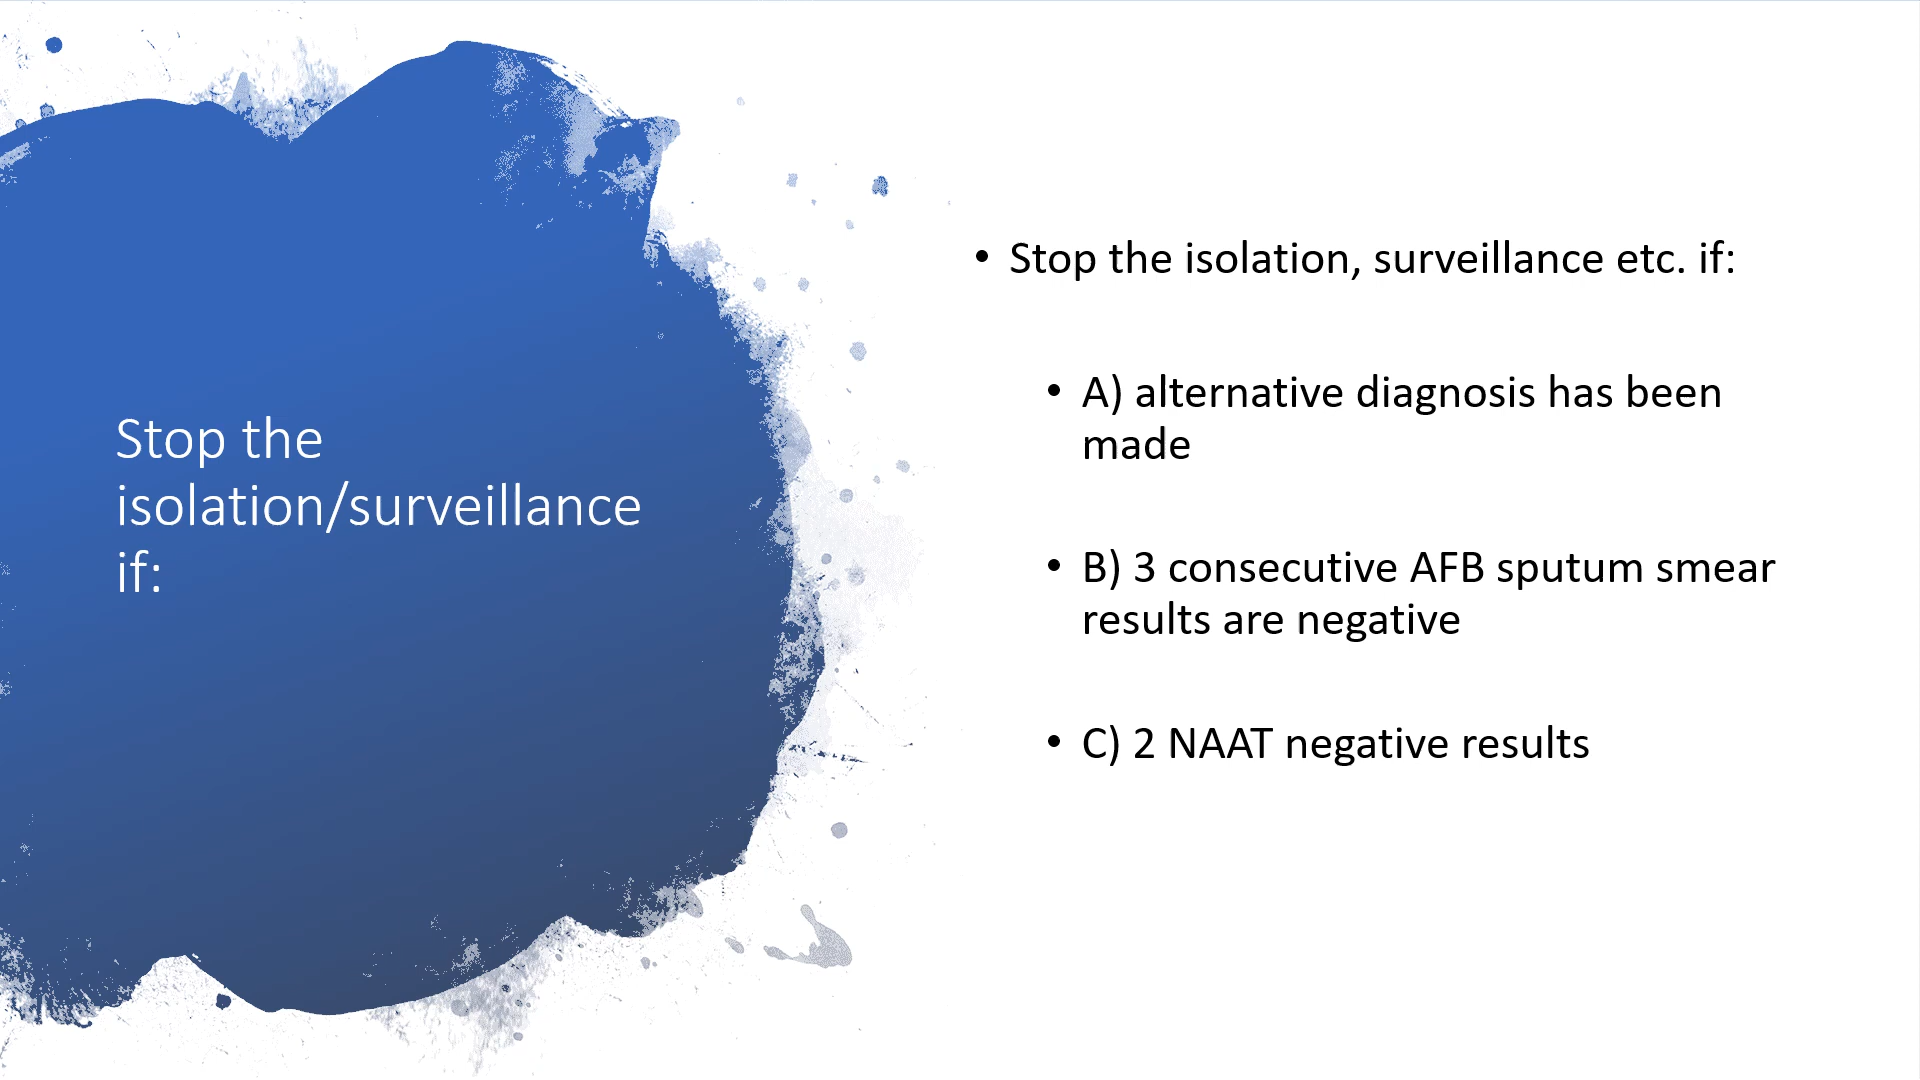 Stop the
isolation/surveillance
if:
• Stop the isolation, surveillance etc. if:
• A) alternative diagnosis has been
made
• B) 3 consecutive AFB sputum smear
results are negative
• C) 2 NAAT negative results